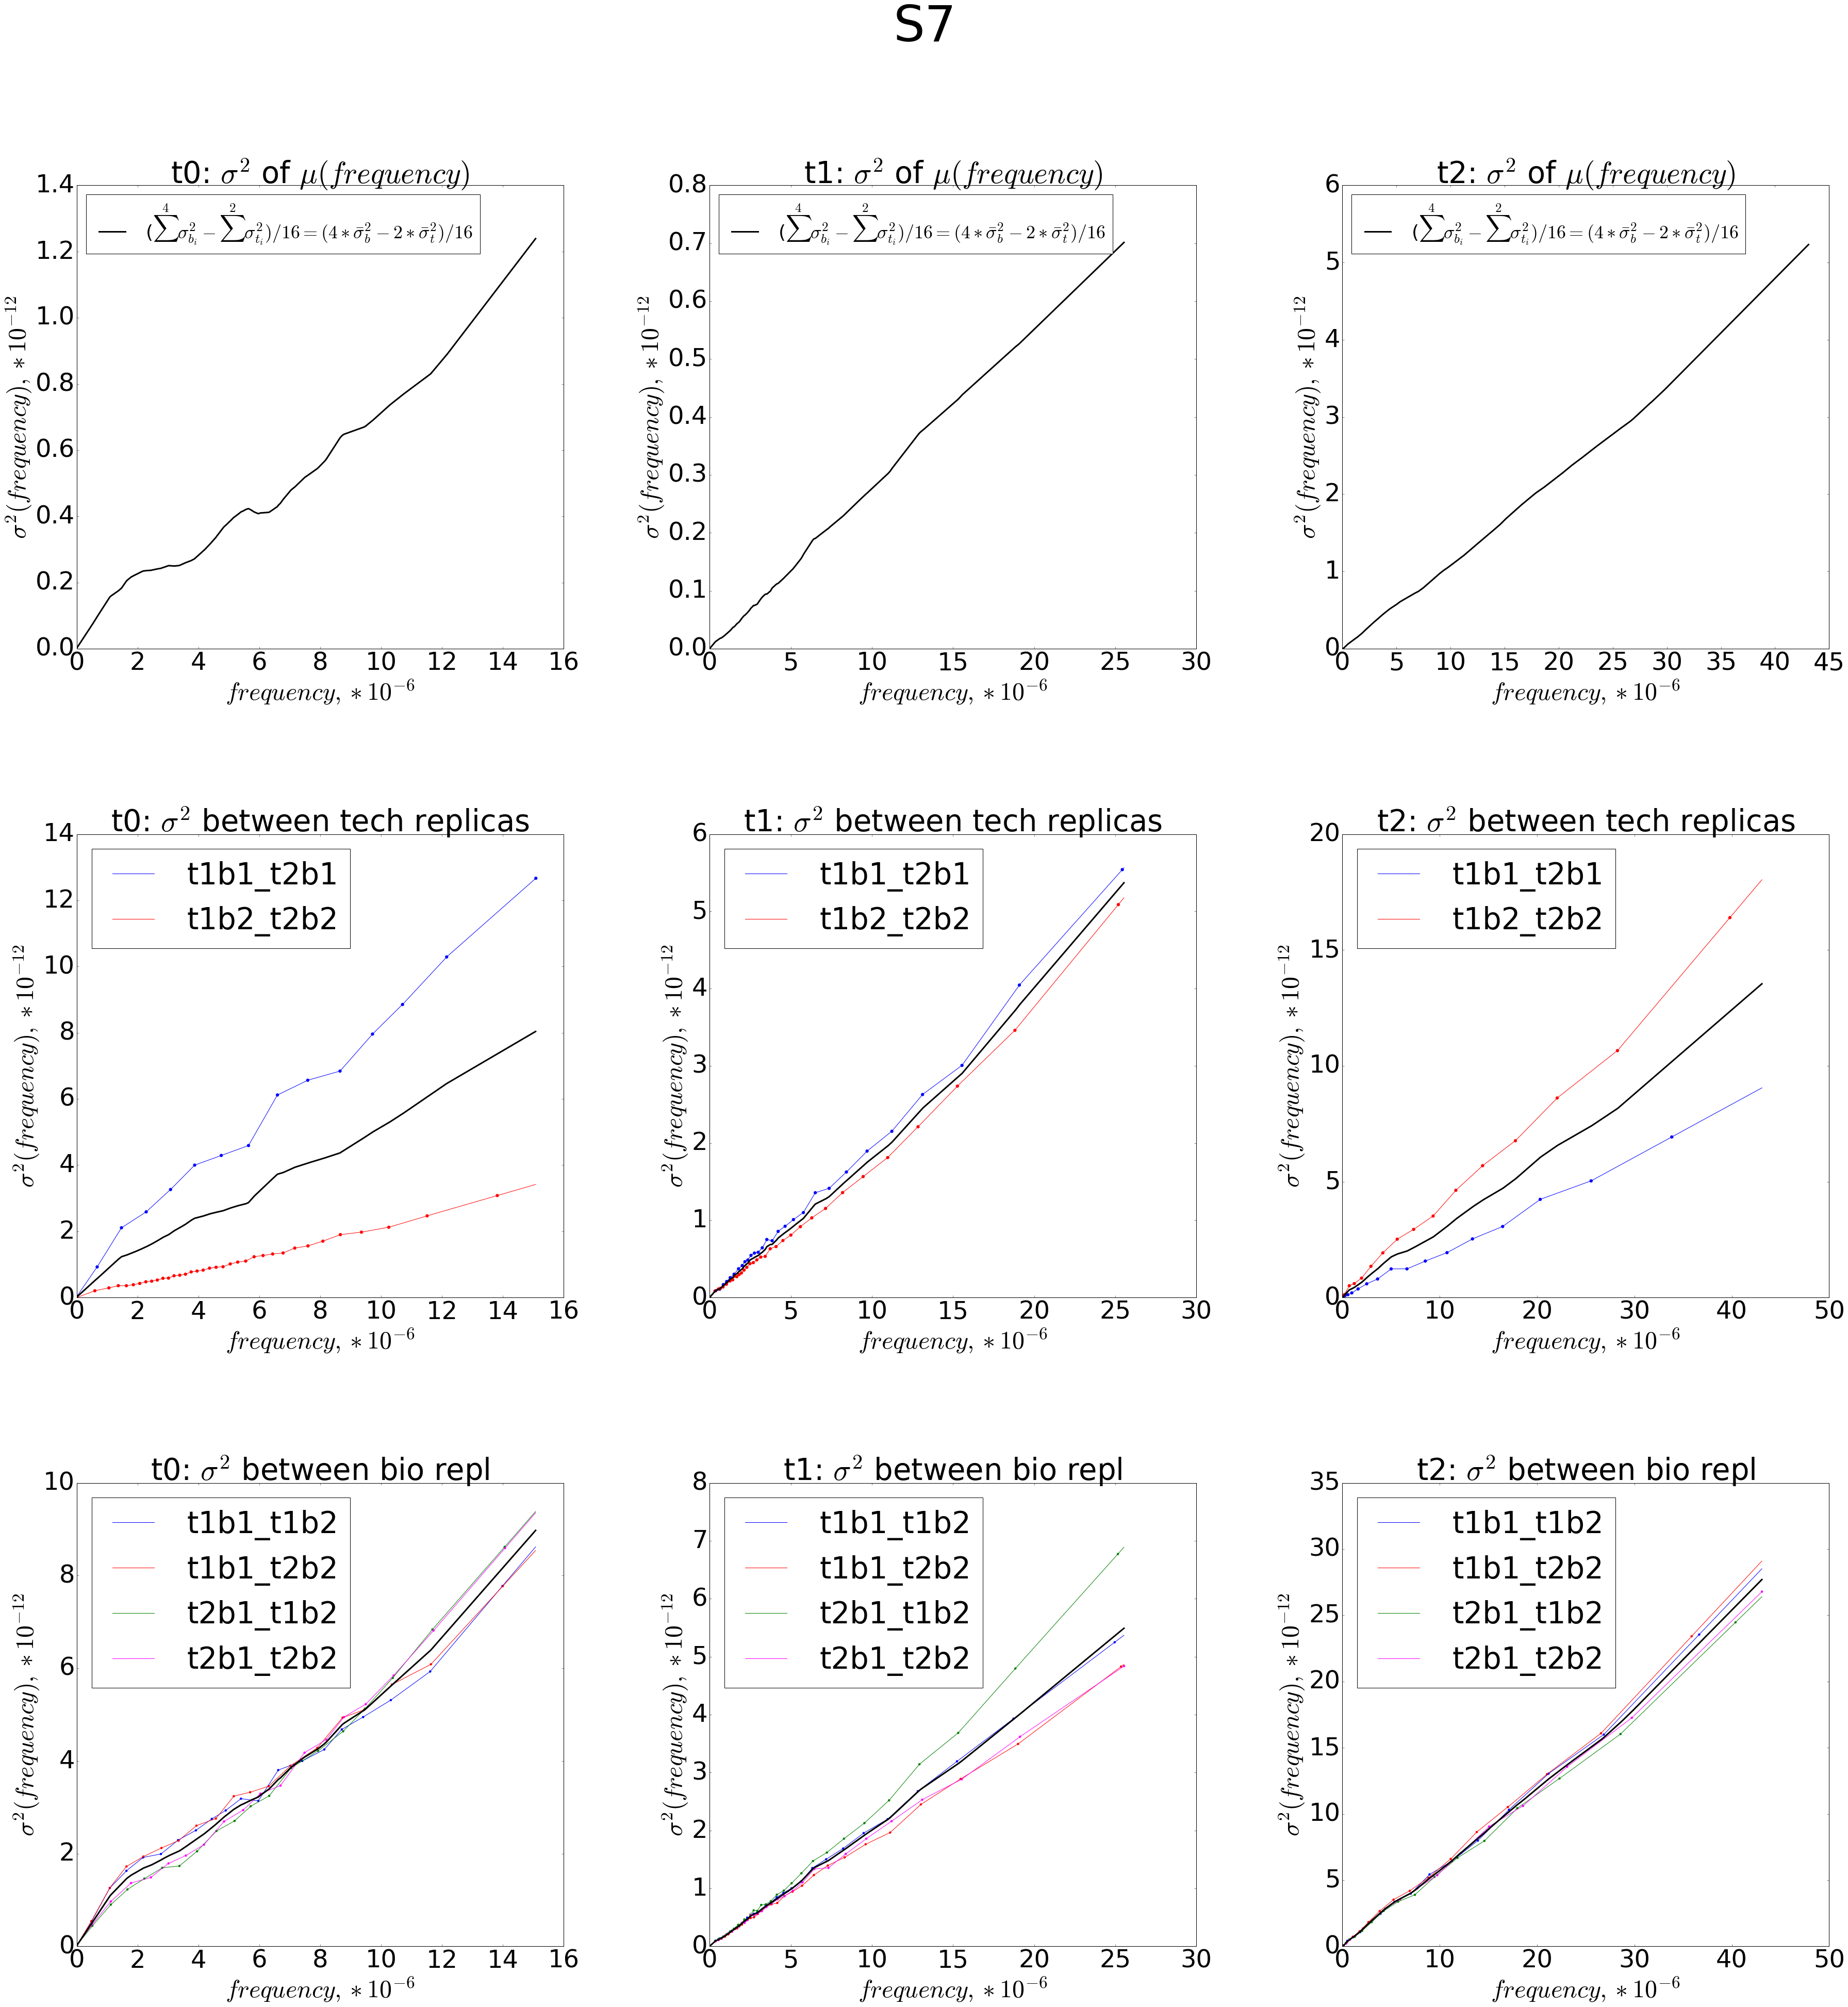 S7
t0: σ² of μ(frequency)
(∑⁴σ²_{b_i} − ∑²σ²_{t_i})/16 = (4 * σ̄²_b − 2 * σ̄²_t)/16
σ²(frequency), * 10⁻¹²
1.4
1.2
1.0
0.8
0.6
0.4
0.2
0.0
0 2 4 6 8 10 12 14 16
frequency, * 10⁻⁶
t1: σ² of μ(frequency)
(∑⁴σ²_{b_i} − ∑²σ²_{t_i})/16 = (4 * σ̄²_b − 2 * σ̄²_t)/16
σ²(frequency), * 10⁻¹²
0.8
0.7
0.6
0.5
0.4
0.3
0.2
0.1
0.0
0 5 10 15 20 25 30
frequency, * 10⁻⁶
t2: σ² of μ(frequency)
(∑⁴σ²_{b_i} − ∑²σ²_{t_i})/16 = (4 * σ̄²_b − 2 * σ̄²_t)/16
σ²(frequency), * 10⁻¹²
6
5
4
3
2
1
0
0 5 10 15 20 25 30 35 40 45
frequency, * 10⁻⁶
t0: σ² between tech replicas
t1b1_t2b1
t1b2_t2b2
σ²(frequency), * 10⁻¹²
14
12
10
8
6
4
2
0
0 2 4 6 8 10 12 14 16
frequency, * 10⁻⁶
t1: σ² between tech replicas
t1b1_t2b1
t1b2_t2b2
σ²(frequency), * 10⁻¹²
6
5
4
3
2
1
0
0 5 10 15 20 25 30
frequency, * 10⁻⁶
t2: σ² between tech replicas
t1b1_t2b1
t1b2_t2b2
σ²(frequency), * 10⁻¹²
20
15
10
5
0
0 10 20 30 40 50
frequency, * 10⁻⁶
t0: σ² between bio repl
t1b1_t1b2
t1b1_t2b2
t2b1_t1b2
t2b1_t2b2
σ²(frequency), * 10⁻¹²
10
8
6
4
2
0
0 2 4 6 8 10 12 14 16
frequency, * 10⁻⁶
t1: σ² between bio repl
t1b1_t1b2
t1b1_t2b2
t2b1_t1b2
t2b1_t2b2
σ²(frequency), * 10⁻¹²
8
7
6
5
4
3
2
1
0
0 5 10 15 20 25 30
frequency, * 10⁻⁶
t2: σ² between bio repl
t1b1_t1b2
t1b1_t2b2
t2b1_t1b2
t2b1_t2b2
σ²(frequency), * 10⁻¹²
35
30
25
20
15
10
5
0
0 10 20 30 40 50
frequency, * 10⁻⁶